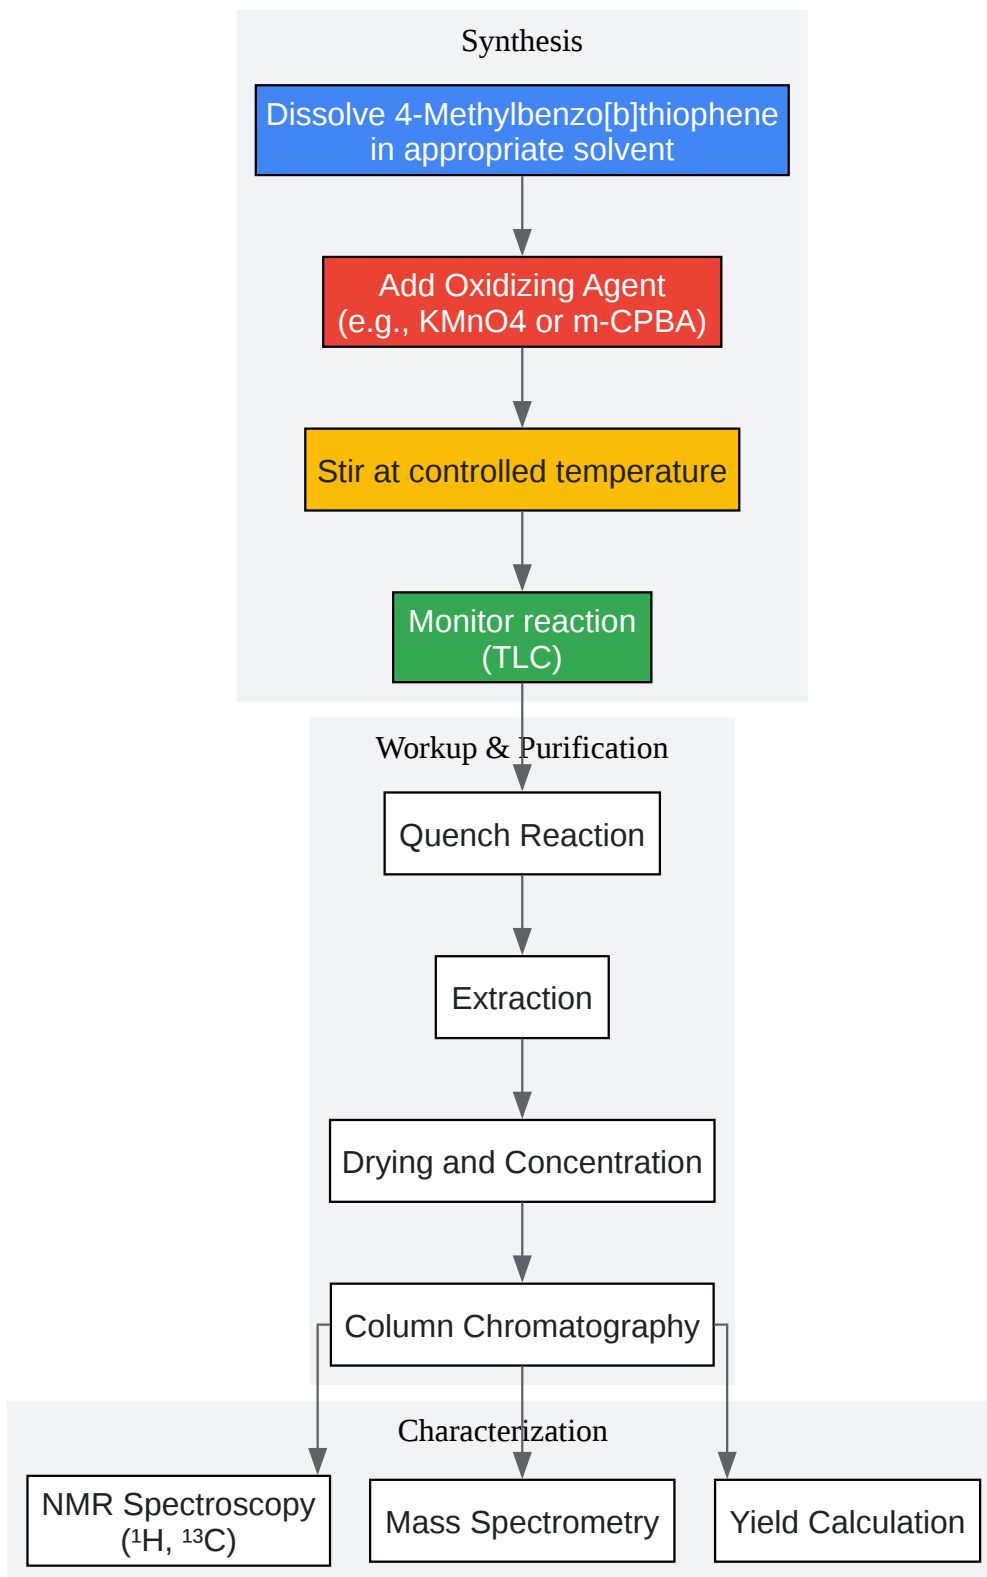 Synthesis
Dissolve 4-Methylbenzo[b]thiophene
in appropriate solvent
Add Oxidizing Agent
(e.g., KMnO4 or m-CPBA)
Stir at controlled temperature
Monitor reaction
(TLC)
Workup & Purification
Quench Reaction
Extraction
Drying and Concentration
Column Chromatography
Characterization
NMR Spectroscopy
(¹H, ¹³C)
Mass Spectrometry
Yield Calculation